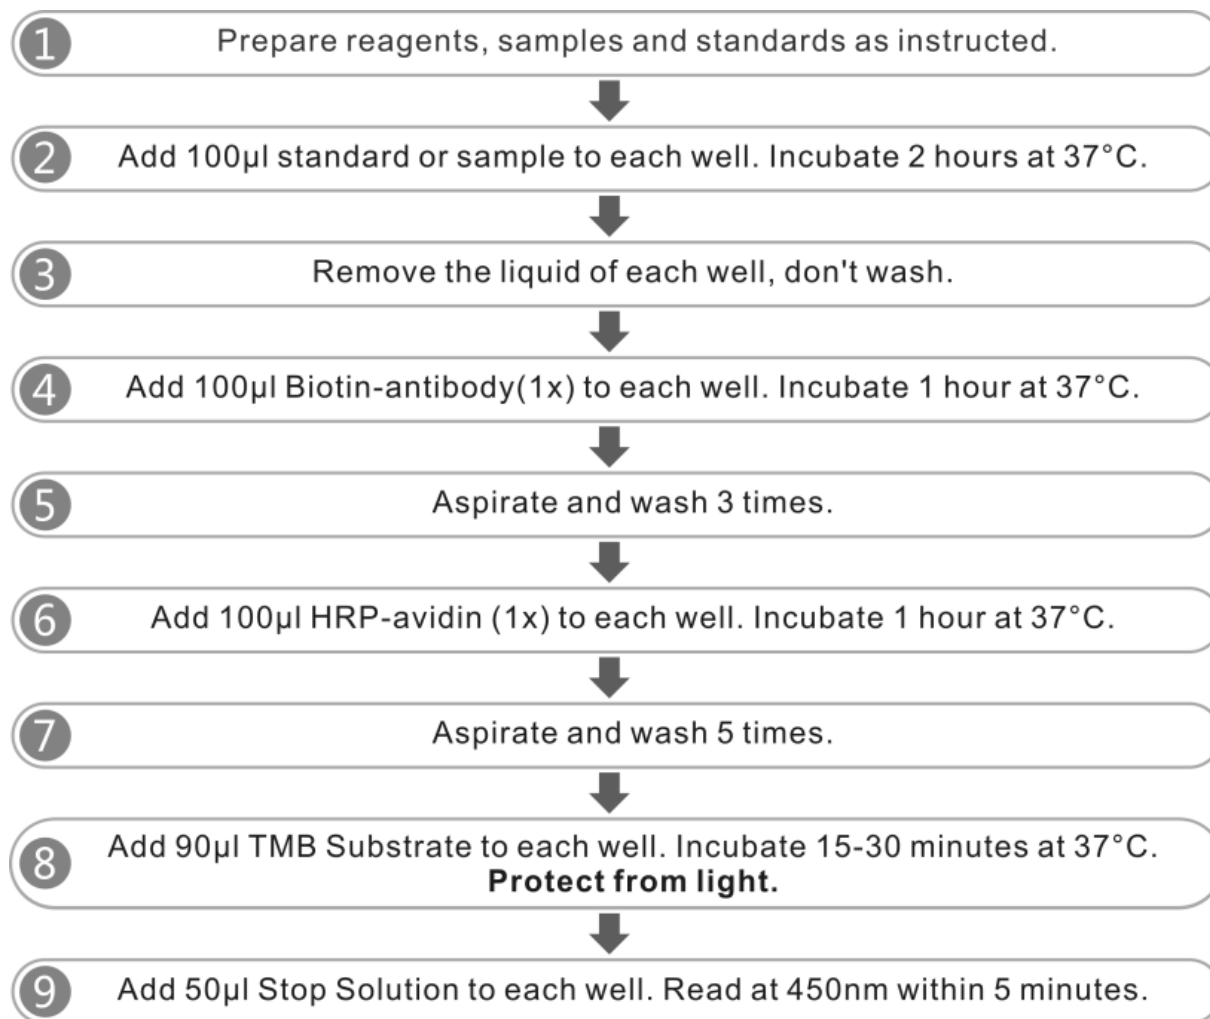 1 Prepare reagents, samples and standards as instructed.
2 Add 100µl standard or sample to each well. Incubate 2 hours at 37°C.
3 Remove the liquid of each well, don't wash.
4 Add 100µl Biotin-antibody(1x) to each well. Incubate 1 hour at 37°C.
5 Aspirate and wash 3 times.
6 Add 100µl HRP-avidin (1x) to each well. Incubate 1 hour at 37°C.
7 Aspirate and wash 5 times.
8 Add 90µl TMB Substrate to each well. Incubate 15-30 minutes at 37°C.
Protect from light.
9 Add 50µl Stop Solution to each well. Read at 450nm within 5 minutes.